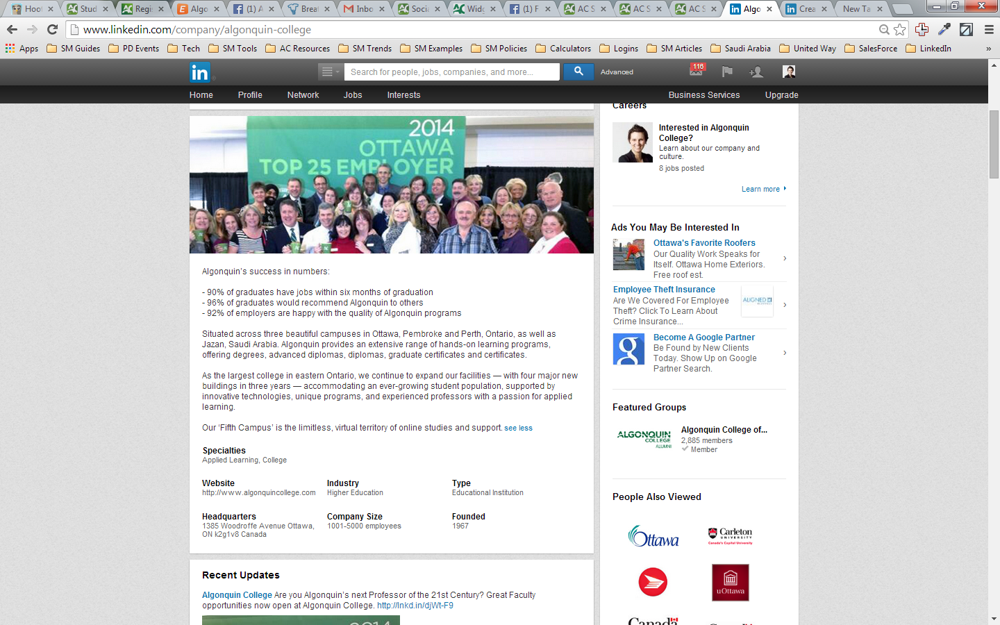 Hoot
Stud
Regi
Algo
(1) A
Brea
Inbo
Socia
Widg
(1) F
AC S
AC S
AC S
Algo
Crea
New Ta
www.linkedin.com/company/algonquin-college
Apps
SM Guides
PD Events
Tech
SM Tools
AC Resources
SM Trends
SM Examples
SM Policies
Calculators
Logins
SM Articles
Saudi Arabia
United Way
SalesForce
LinkedIn
»
in
Search for people, jobs, companies, and more...
Advanced
116
Home
Profile
Network
Jobs
Interests
Business Services
Upgrade
2014
OTTAWA
TOP 25 EMPLOYER
Algonquin's success in numbers:
- 90% of graduates have jobs within six months of graduation
- 96% of graduates would recommend Algonquin to others
- 92% of employers are happy with the quality of Algonquin programs
Situated across three beautiful campuses in Ottawa, Pembroke and Perth, Ontario, as well as
Jazan, Saudi Arabia. Algonquin provides an extensive range of hands-on learning programs,
offering degrees, advanced diplomas, diplomas, graduate certificates and certificates.
As the largest college in eastern Ontario, we continue to expand our facilities — with four major new
buildings in three years — accommodating an ever-growing student population, supported by
innovative technologies, unique programs, and experienced professors with a passion for applied
learning.
Our ‘Fifth Campus’ is the limitless, virtual territory of online studies and support. see less
Specialties
Applied Learning, College
Website
http://www.algonquincollege.com
Industry
Higher Education
Type
Educational Institution
Headquarters
1385 Woodroffe Avenue Ottawa,
ON k2g1v8 Canada
Company Size
1001-5000 employees
Founded
1967
Recent Updates
Algonquin College Are you Algonquin's next Professor of the 21st Century? Great Faculty
opportunities now open at Algonquin College. http://lnkd.in/djWt-F9
2014
Careers
Interested in Algonquin
College?
Learn about our company and
culture.
8 jobs posted
Learn more
Ads You May Be Interested In
Ottawa's Favorite Roofers
Our Quality Work Speaks for
Itself. Ottawa Home Exteriors.
Free roof est.
Employee Theft Insurance
Are We Covered For Employee
Theft? Click To Learn About
Crime Insurance...
ALIGNED
Become A Google Partner
Be Found by New Clients
Today. Show Up on Google
Partner Search.
g
Featured Groups
ALGONQUIN
COLLEGE
ALUMNI
Algonquin College of...
2,885 members
Member
People Also Viewed
Ottawa
Carleton
UNIVERSITY
Canada's Capital University
uOttawa
Canada